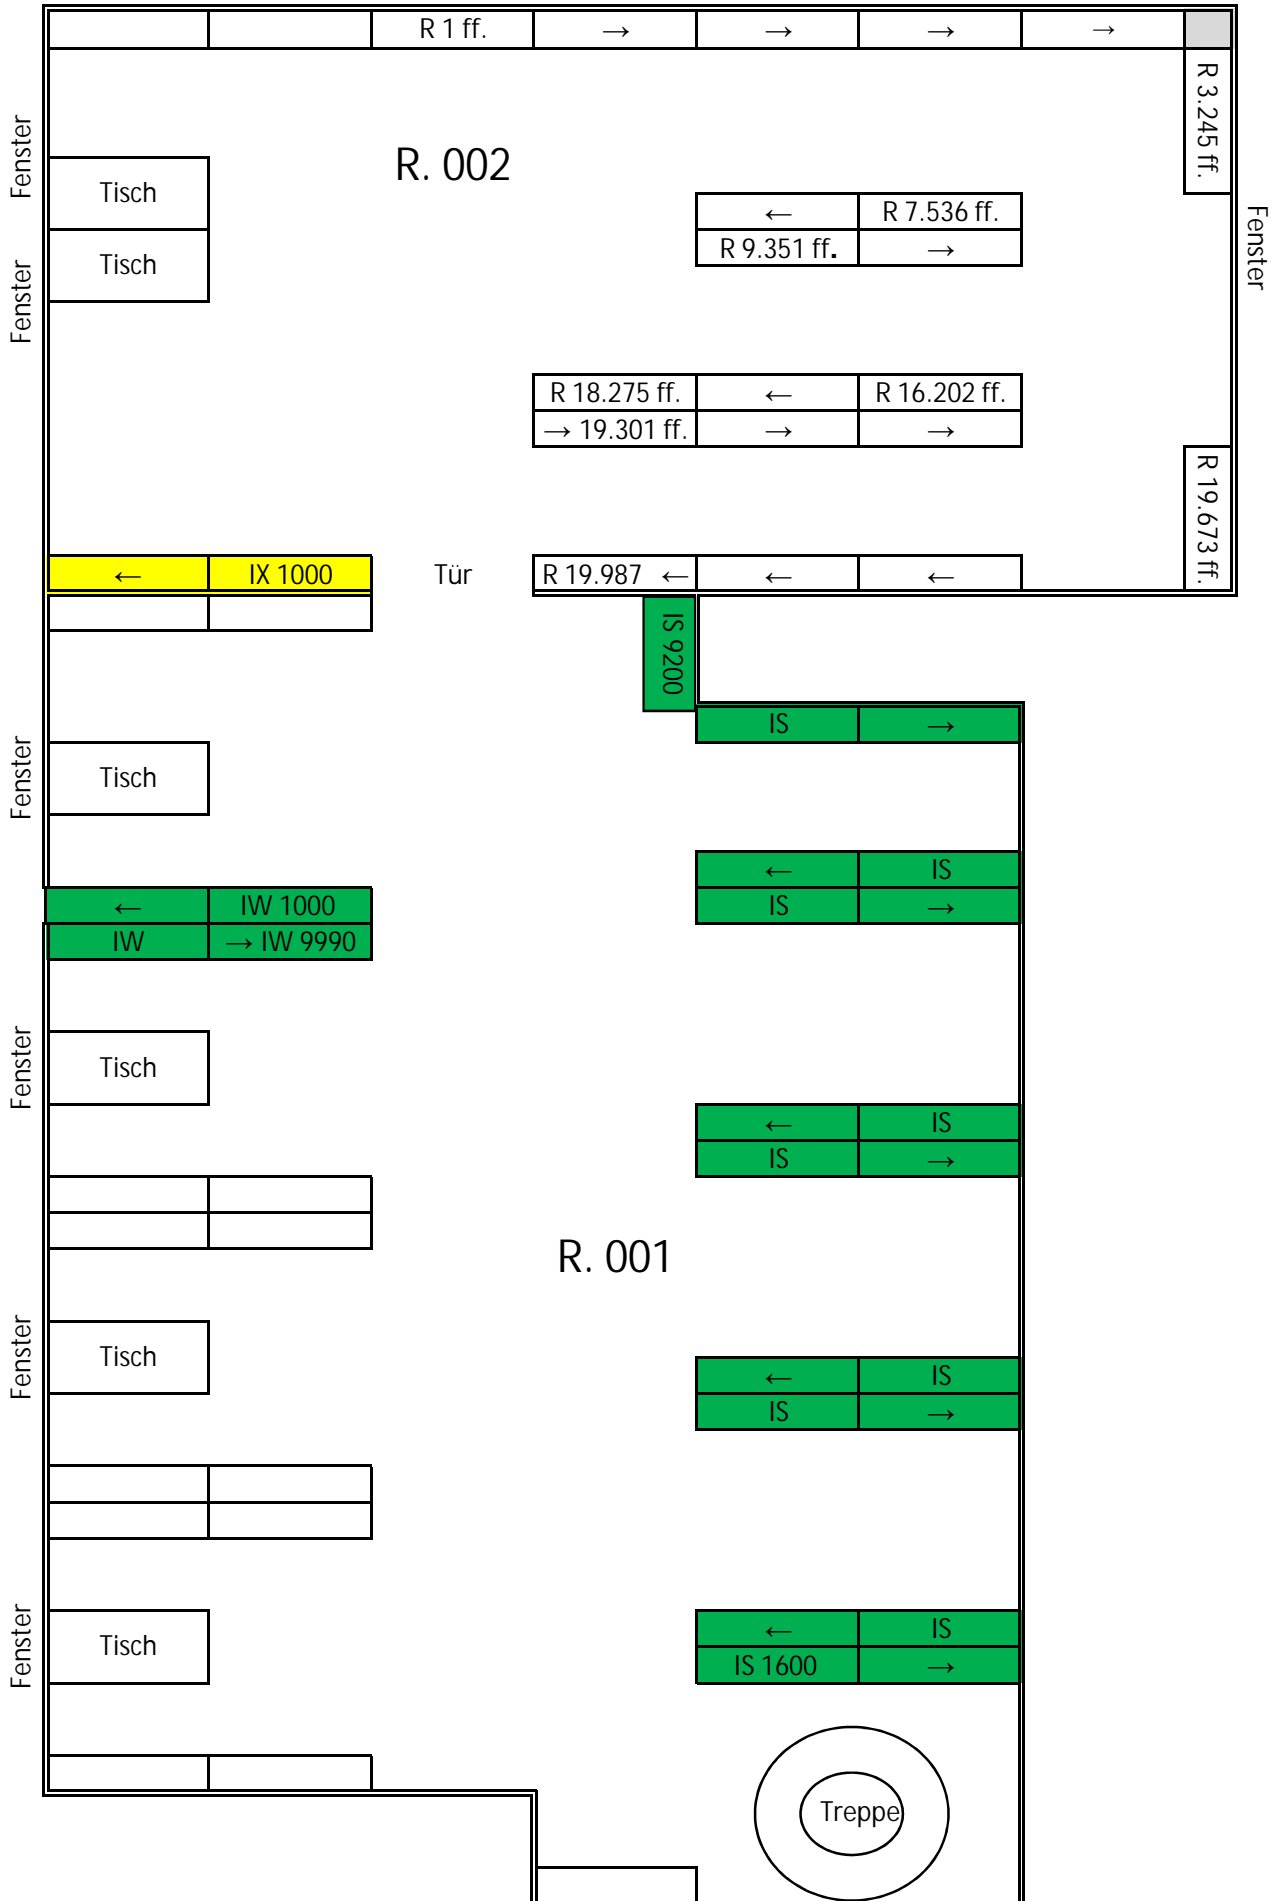 R 1 ff. → → → →
R 3.245 ff.
Fenster
R. 002
Tisch
← R 7.536 ff.
Fenster
R 9.351 ff. →
Fenster
Tisch
R 18.275 ff. ← R 16.202 ff.
→ 19.301 ff. → →
R 19.673 ff.
← IX 1000 Tür R 19.987 ← ← ←
IS 9200
IS →
Fenster
Tisch
← IS
← IW 1000 IS →
IW → IW 9990
Fenster
Tisch
← IS
IS →
R. 001
Fenster
Tisch
← IS
IS →
Fenster
Tisch
← IS
IS 1600 →
Treppe